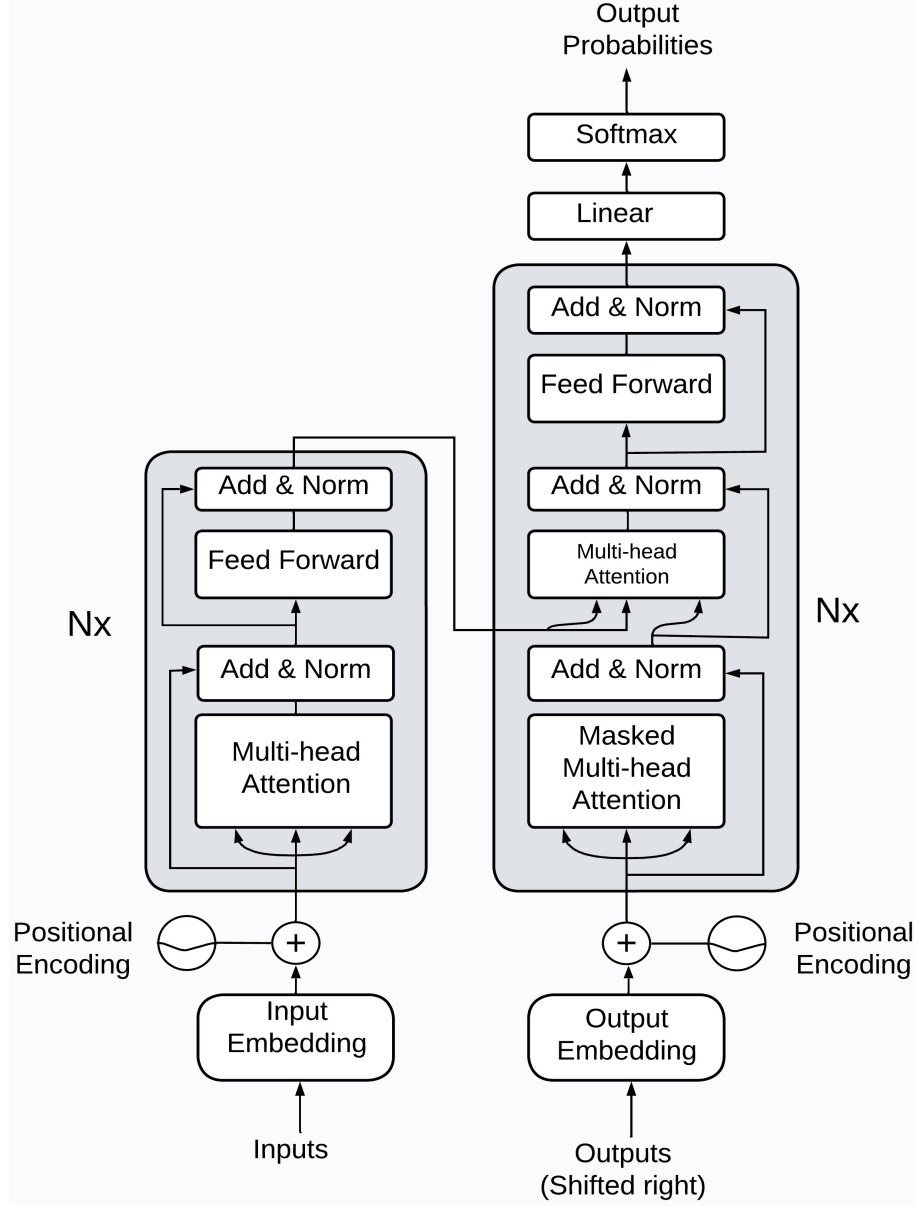 Output
Probabilities
Softmax
Linear
Add & Norm
Feed Forward
Add & Norm
Multi-head
Attention
Add & Norm
Masked
Multi-head
Attention
Nx
Add & Norm
Feed Forward
Add & Norm
Multi-head
Attention
Nx
Positional
Encoding
+
+
Positional
Encoding
Input
Embedding
Output
Embedding
Inputs
Outputs
(Shifted right)